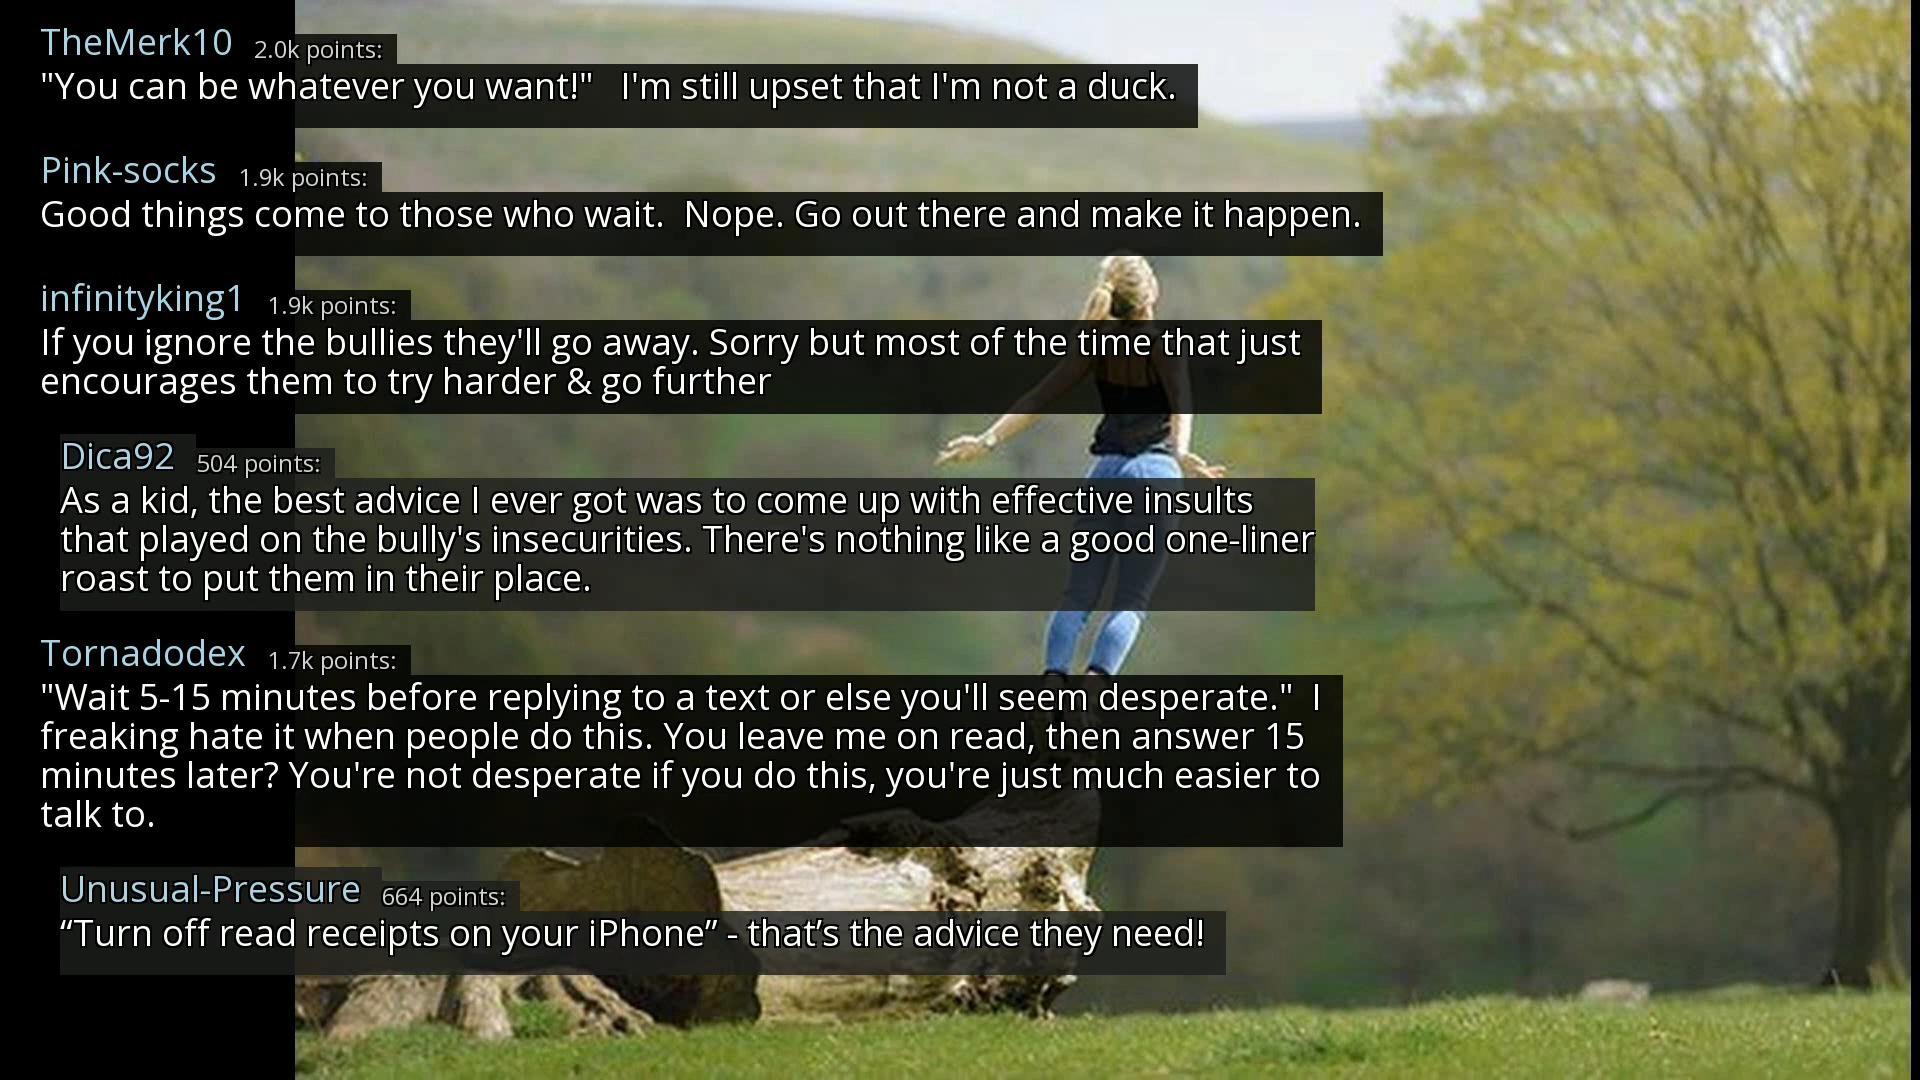 TheMerk10 2.0k points:
"You can be whatever you want!"   I'm still upset that I'm not a duck.
Pink-socks 1.9k points:
Good things come to those who wait.  Nope. Go out there and make it happen.
infinityking1 1.9k points:
If you ignore the bullies they'll go away. Sorry but most of the time that just
encourages them to try harder & go further
Dica92 504 points:
As a kid, the best advice I ever got was to come up with effective insults
that played on the bully's insecurities. There's nothing like a good one-liner
roast to put them in their place.
Tornadodex 1.7k points:
"Wait 5-15 minutes before replying to a text or else you'll seem desperate."  I
freaking hate it when people do this. You leave me on read, then answer 15
minutes later? You're not desperate if you do this, you're just much easier to
talk to.
Unusual-Pressure 664 points:
“Turn off read receipts on your iPhone” - that’s the advice they need!